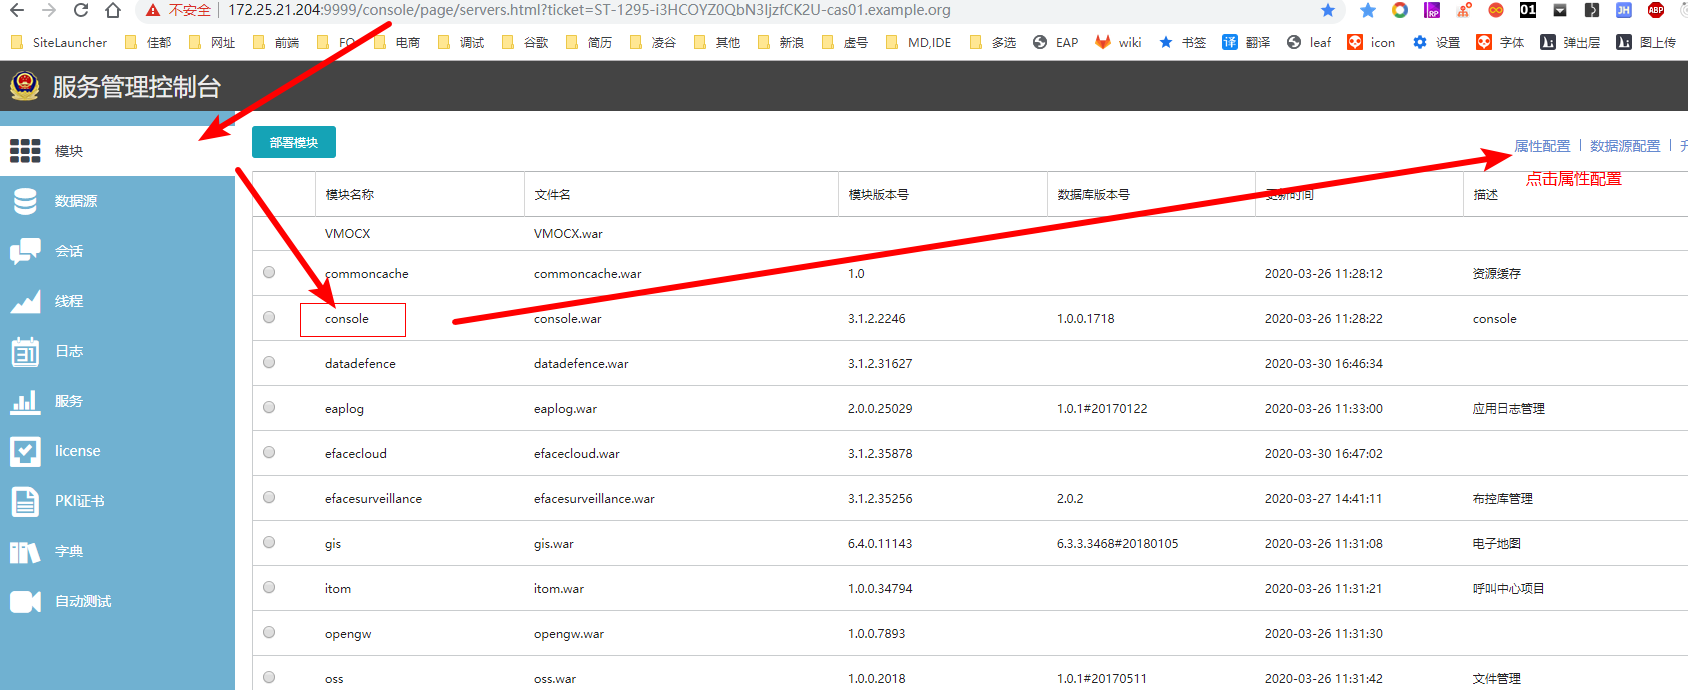 不安全 172.25.21.204:9999/console/page/servers.html?ticket=ST-1295-i3HCOYZ0QbN3IjzfCK2U-cas01.example.org
RP 01 JH ABP
SiteLauncher 佳都 网址 前端 电商 调试 谷歌 简历 凌谷 其他 新浪 虚号 MD,IDE 多选 EAP wiki 书签 译 翻译 leaf icon 设置 字体 弹出层 图上传
服务管理控制台
模块
数据源
会话
线程
31 日志
服务
license
PKI证书
字典
自动测试
部署模块
属性配置 | 数据源配置 |
点击属性配置
模块名称 文件名 模块版本号 数据库版本号 更新时间 描述
VMOCX VMOCX.war
commoncache commoncache.war 1.0 2020-03-26 11:28:12 资源缓存
console console.war 3.1.2.2246 1.0.0.1718 2020-03-26 11:28:22 console
datadefence datadefence.war 3.1.2.31627 2020-03-30 16:46:34
eaplog eaplog.war 2.0.0.25029 1.0.1#20170122 2020-03-26 11:33:00 应用日志管理
efacecloud efacecloud.war 3.1.2.35878 2020-03-30 16:47:02
efacesurveillance efacesurveillance.war 3.1.2.35256 2.0.2 2020-03-27 14:41:11 布控库管理
gis gis.war 6.4.0.11143 6.3.3.3468#20180105 2020-03-26 11:31:08 电子地图
itom itom.war 1.0.0.34794 2020-03-26 11:31:21 呼叫中心项目
opengw opengw.war 1.0.0.7893 2020-03-26 11:31:30
oss oss.war 1.0.0.2018 1.0.1#20170511 2020-03-26 11:31:42 文件管理